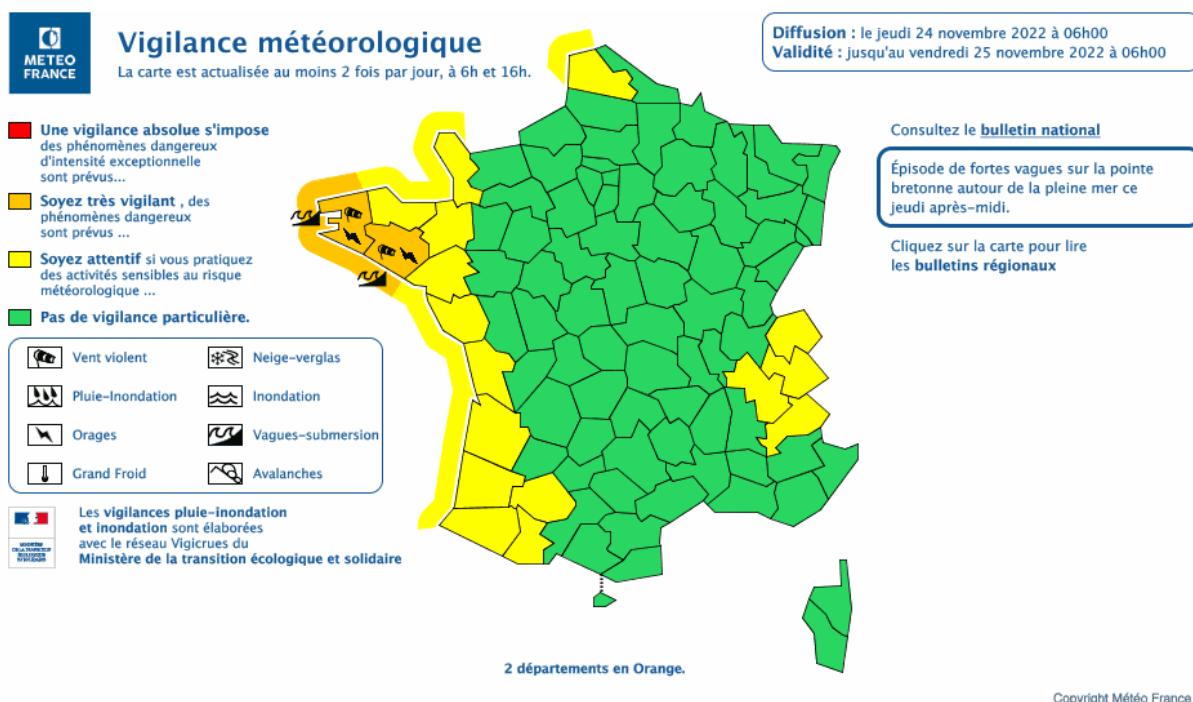 METEO
FRANCE
Vigilance météorologique
La carte est actualisée au moins 2 fois par jour, à 6h et 16h.
Diffusion : le jeudi 24 novembre 2022 à 06h00
Validité : jusqu'au vendredi 25 novembre 2022 à 06h00
Une vigilance absolue s'impose
des phénomènes dangereux
d'intensité exceptionnelle
sont prévus...
Soyez très vigilant , des
phénomènes dangereux
sont prévus ...
Soyez attentif si vous pratiquez
des activités sensibles au risque
météorologique ...
Pas de vigilance particulière.
Vent violent
Neige-verglas
Pluie-Inondation
Inondation
Orages
Vagues-submersion
Grand Froid
Avalanches
Les vigilances pluie-inondation
et inondation sont élaborées
avec le réseau Vigicrues du
Ministère de la transition écologique et solidaire
Consultez le bulletin national
Épisode de fortes vagues sur la pointe
bretonne autour de la pleine mer ce
jeudi après-midi.
Cliquez sur la carte pour lire
les bulletins régionaux
2 départements en Orange.
Copyright Météo France